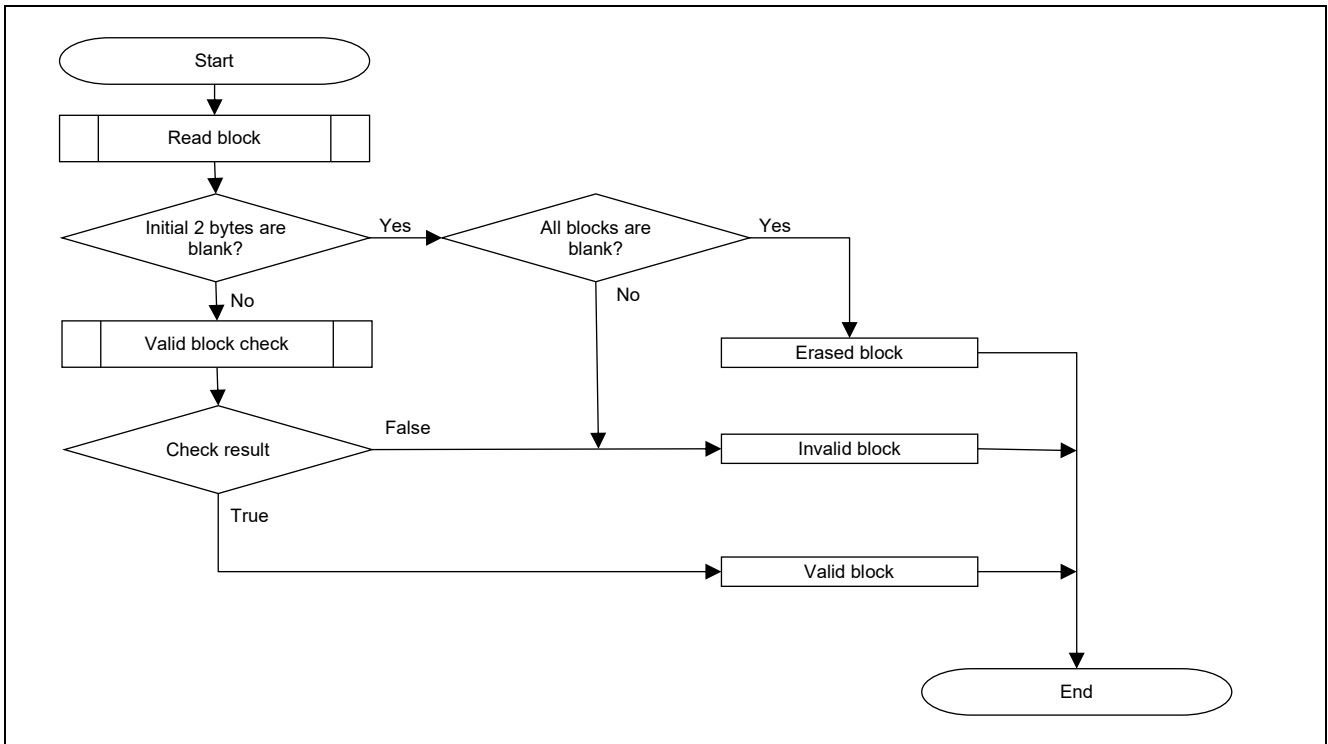 Start
Read block
Initial 2 bytes are
blank?
Yes
All blocks are
blank?
Yes
No
No
Valid block check
Erased block
Check result
False
Invalid block
True
Valid block
End